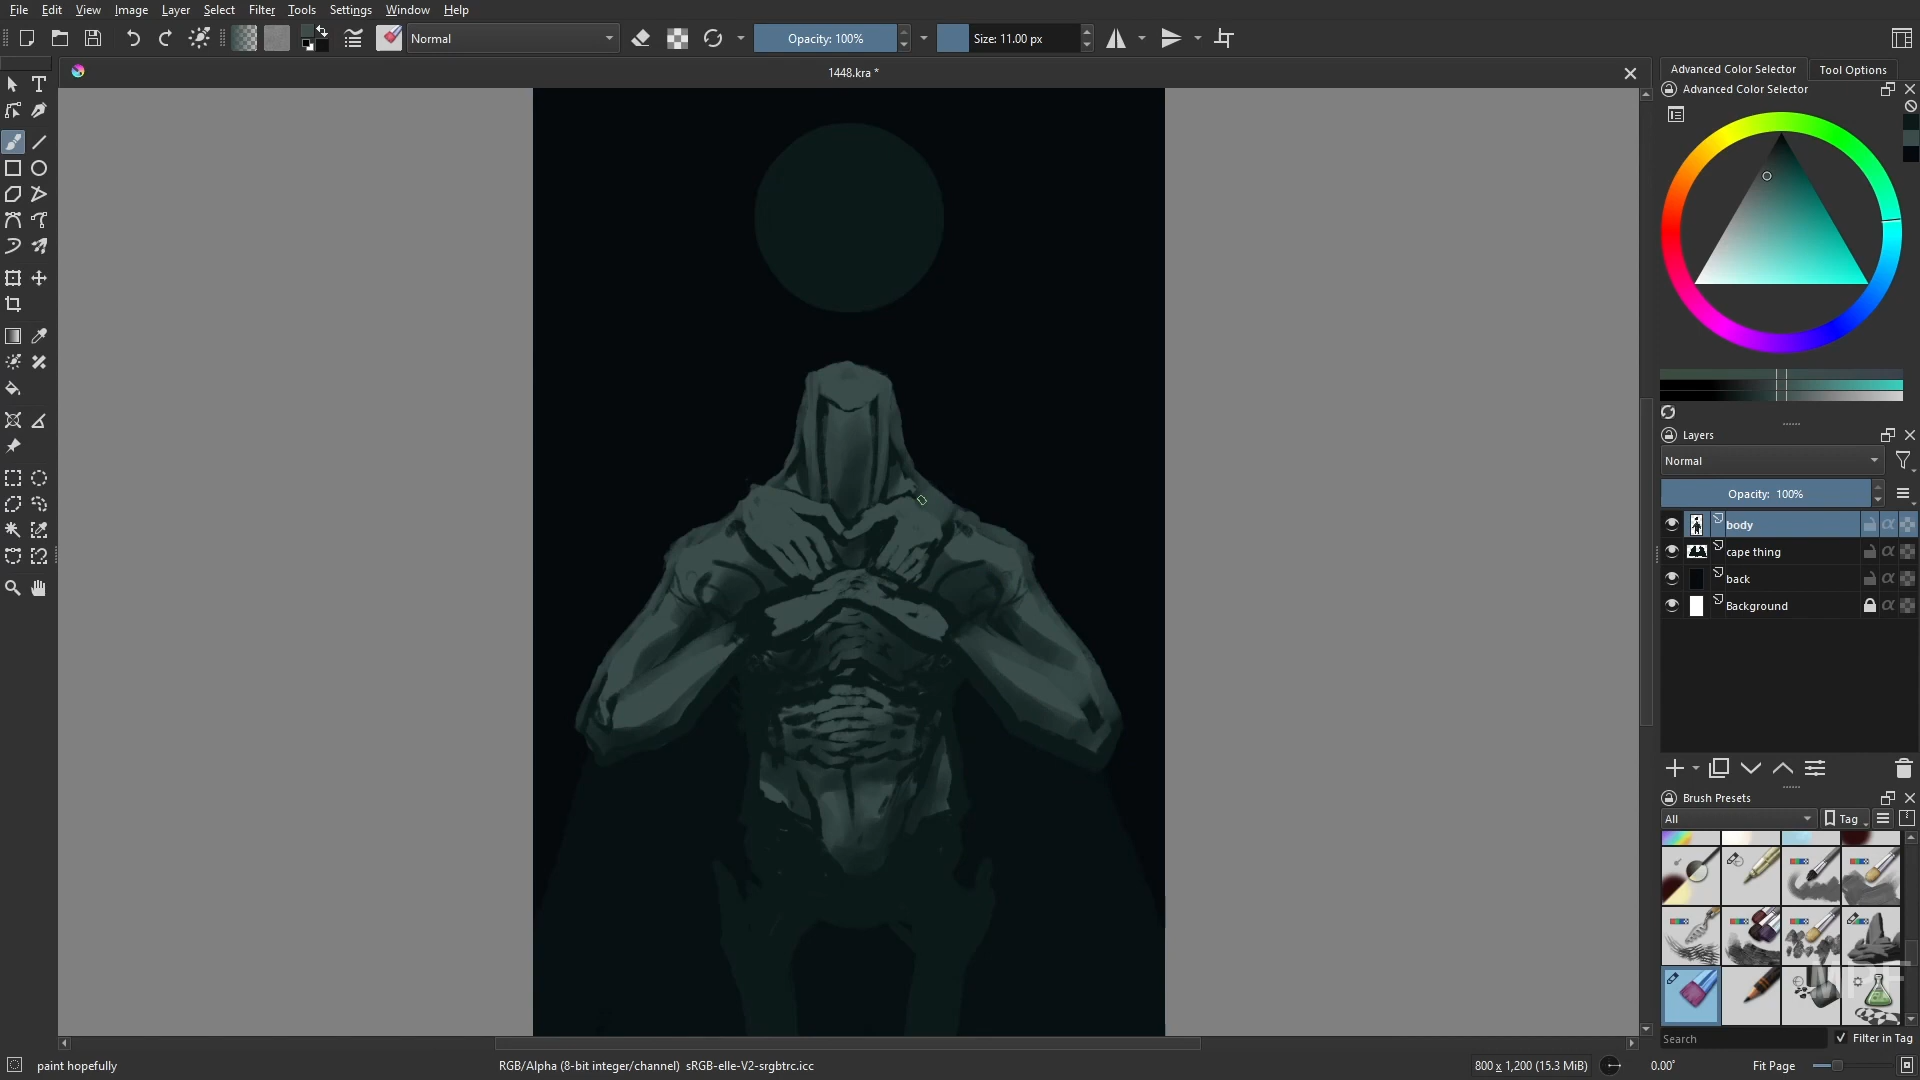 File Edit View Image Layer Select Filter Tools Settings Window Help
Normal
Opacity: 100%
Size: 11.00 px
1448.kra *
Advanced Color Selector
Tool Options
Advanced Color Selector
Layers
Normal
Opacity: 100%
body
cape thing
back
Background
Brush Presets
All
Tag
Search
Filter in Tag
paint hopefully
RGB/Alpha (8-bit integer/channel) sRGB-elle-V2-srgbtrc.icc
800 x 1,200 (15.3 MiB)
0.00°
Fit Page